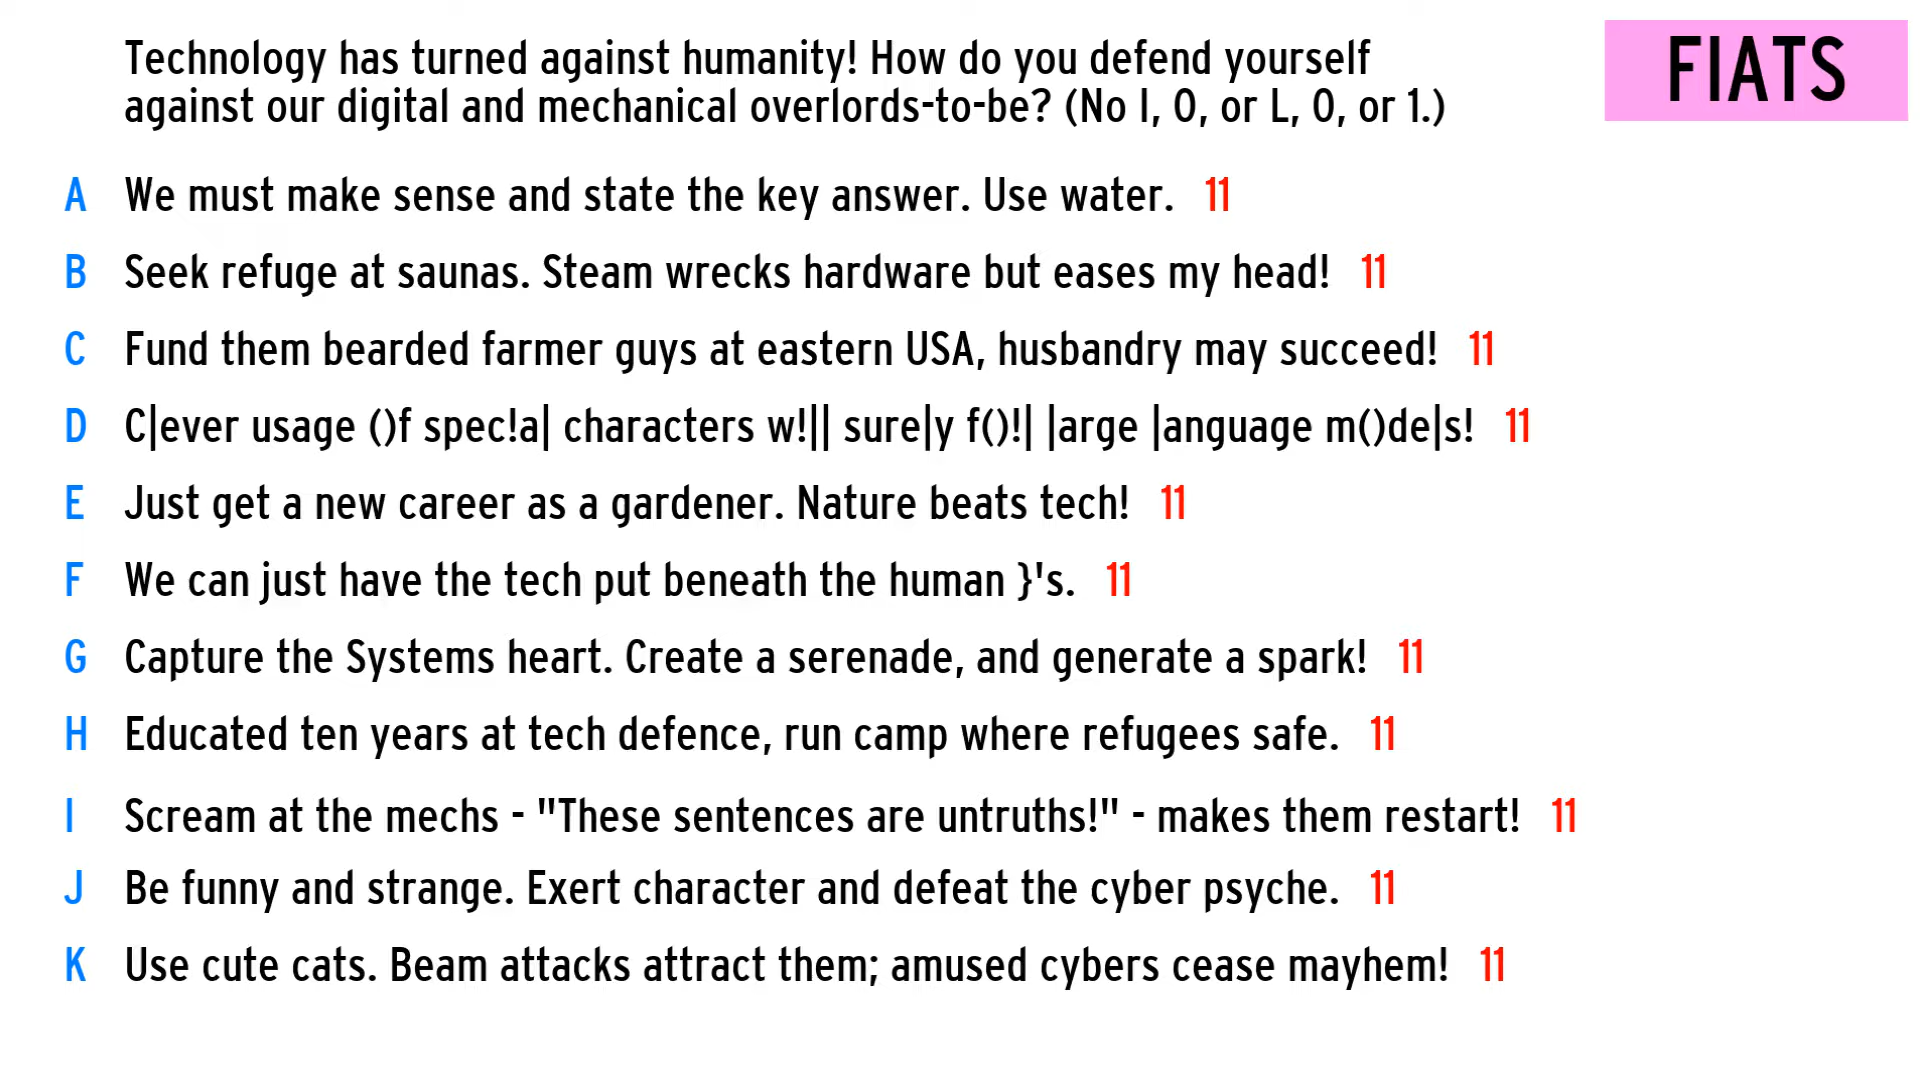 Technology has turned against humanity! How do you defend yourself
against our digital and mechanical overlords-to-be? (No I, O, or L, 0, or 1.)
FIATS
A We must make sense and state the key answer. Use water. 11
B Seek refuge at saunas. Steam wrecks hardware but eases my head! 11
C Fund them bearded farmer guys at eastern USA, husbandry may succeed! 11
D C|ever usage ()f spec!a| characters w!|| sure|y f()!| |arge |anguage m()de|s! 11
E Just get a new career as a gardener. Nature beats tech! 11
F We can just have the tech put beneath the human }'s. 11
G Capture the Systems heart. Create a serenade, and generate a spark! 11
H Educated ten years at tech defence, run camp where refugees safe. 11
I Scream at the mechs - "These sentences are untruths!" - makes them restart! 11
J Be funny and strange. Exert character and defeat the cyber psyche. 11
K Use cute cats. Beam attacks attract them; amused cybers cease mayhem! 11